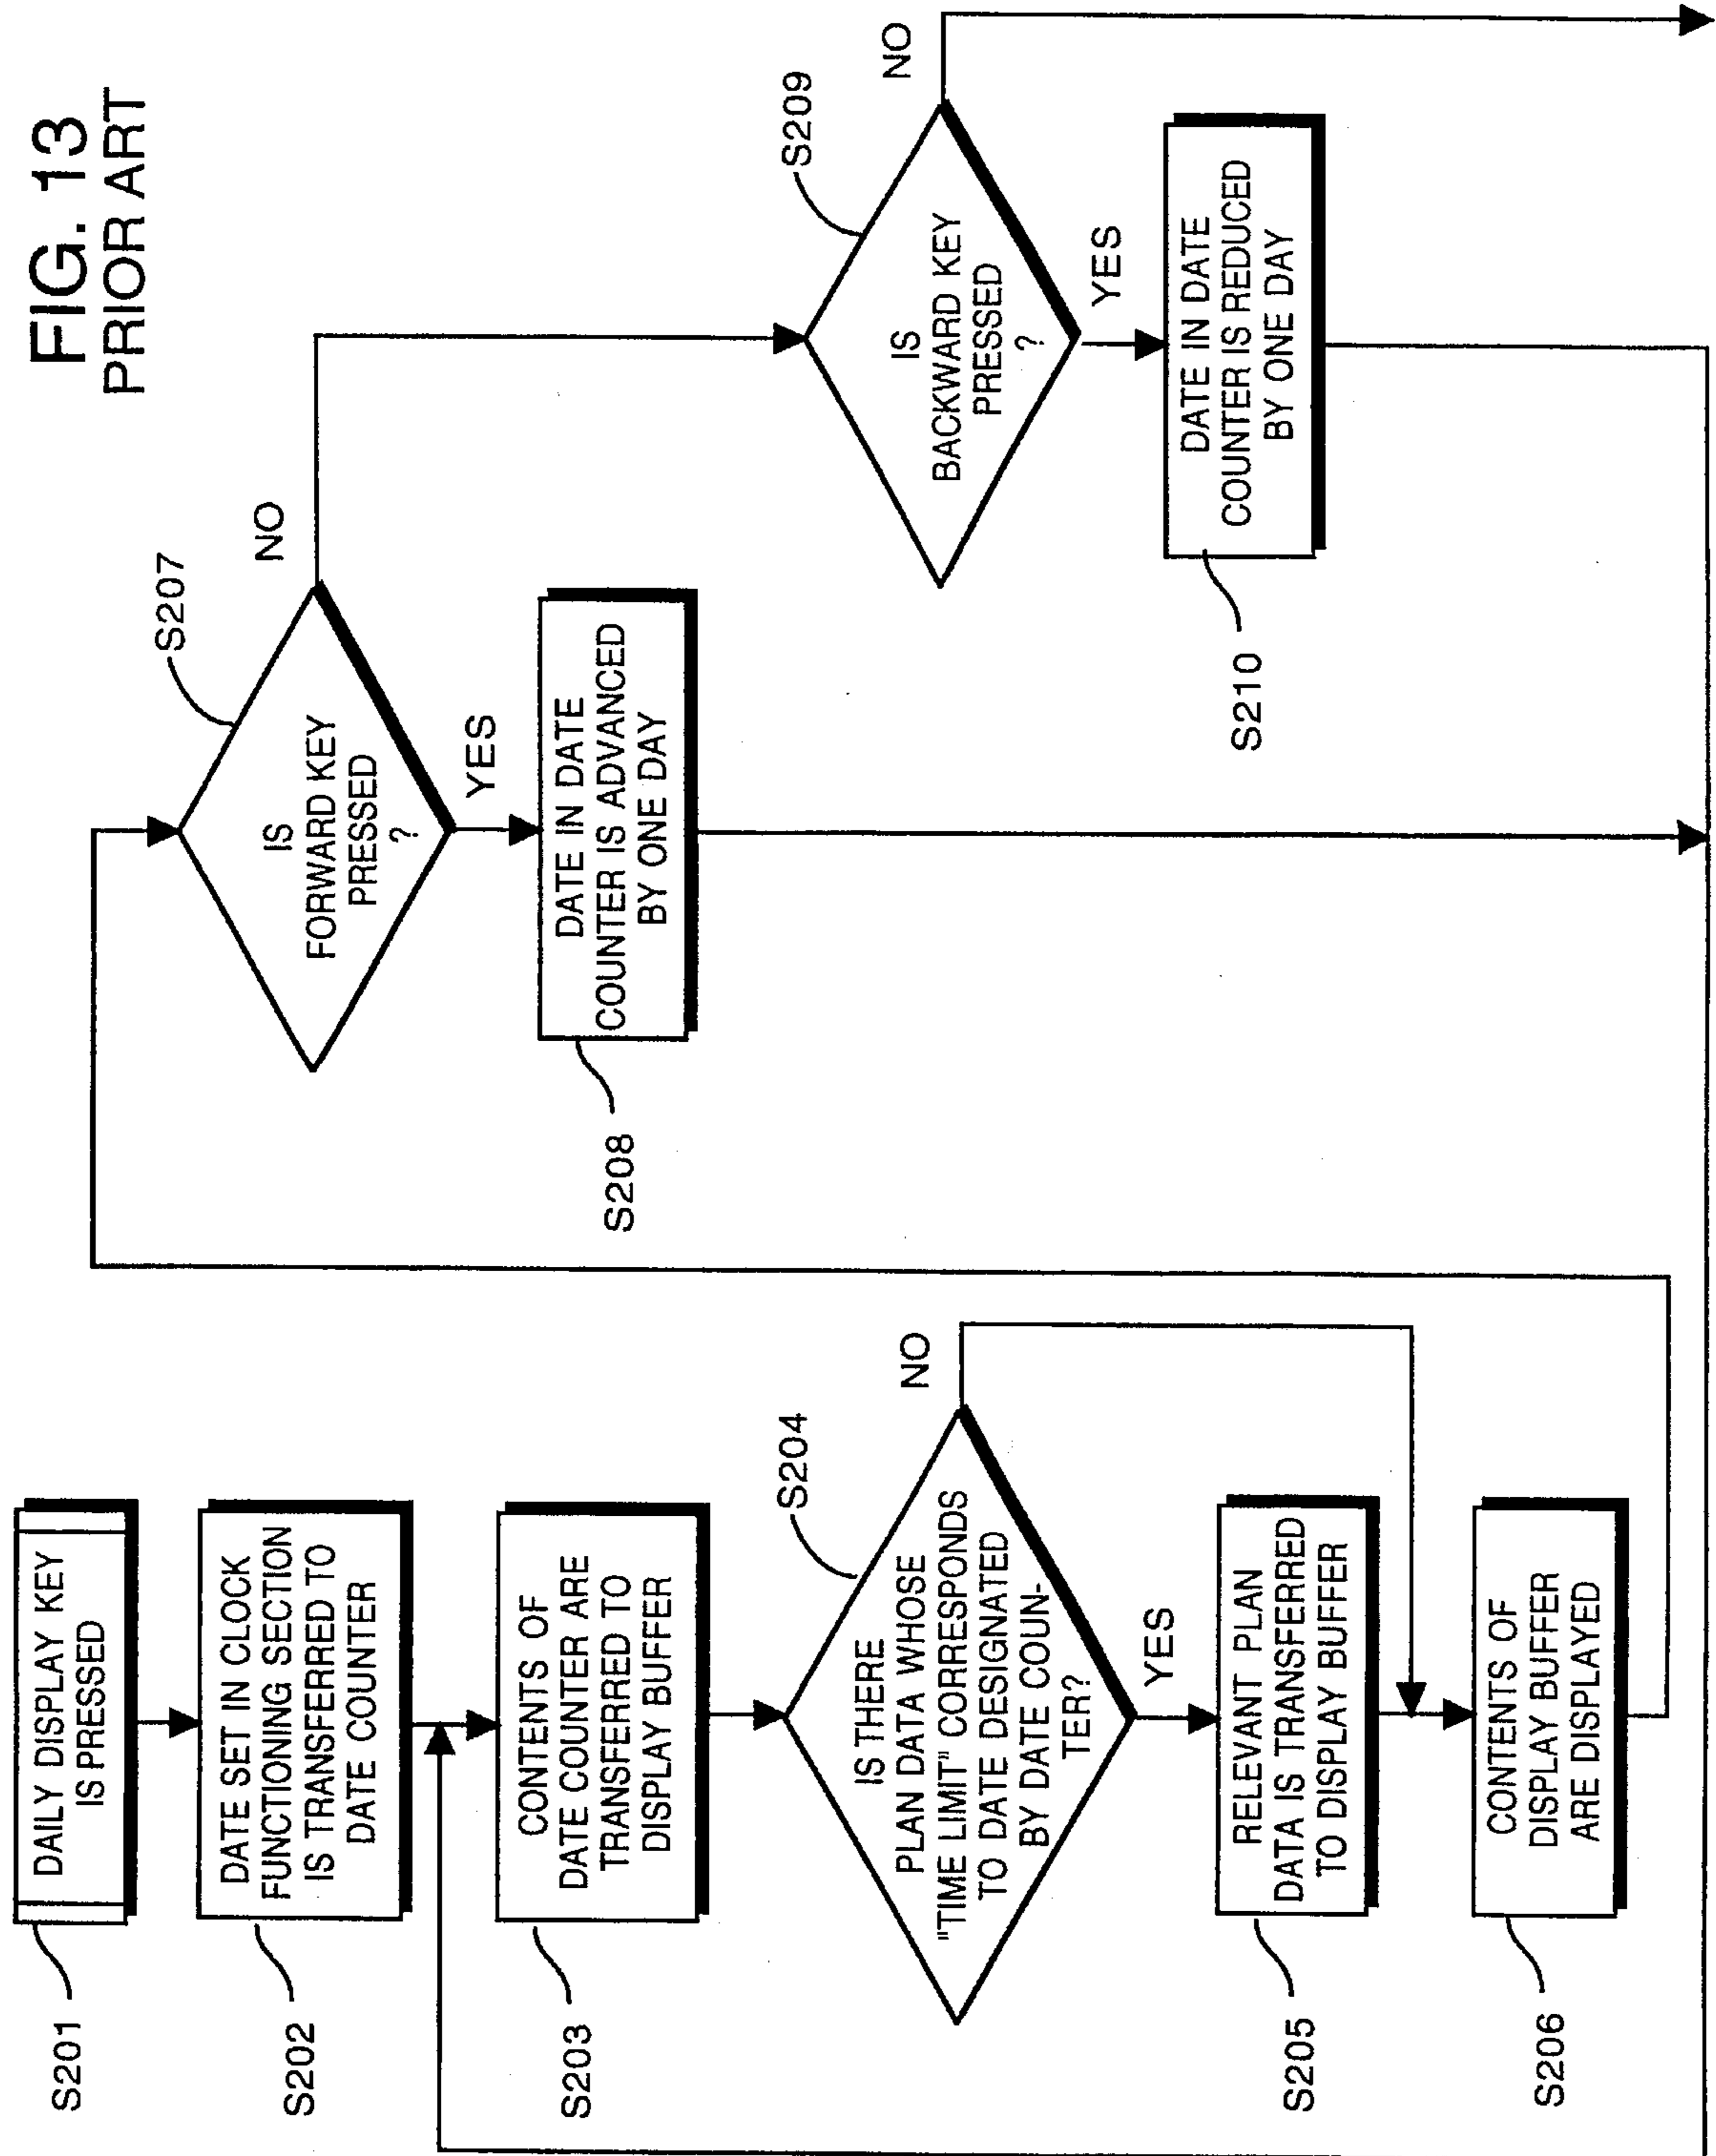 FIG. 13
PRIOR ART
S201
DAILY DISPLAY KEY
IS PRESSED
S202
DATE SET IN CLOCK
FUNCTIONING SECTION
IS TRANSFERRED TO
DATE COUNTER
S203
CONTENTS OF
DATE COUNTER ARE
TRANSFERRED TO
DISPLAY BUFFER
S204
IS THERE
PLAN DATA WHOSE
"TIME LIMIT" CORRESPONDS
TO DATE DESIGNATED
BY DATE COUN-
TER?
NO
YES
S205
RELEVANT PLAN
DATA IS TRANSFERRED
TO DISPLAY BUFFER
S206
CONTENTS OF
DISPLAY BUFFER
ARE DISPLAYED
S207
IS
FORWARD KEY
PRESSED
?
NO
YES
S208
DATE IN DATE
COUNTER IS ADVANCED
BY ONE DAY
S209
IS
BACKWARD KEY
PRESSED
?
NO
YES
S210
DATE IN DATE
COUNTER IS REDUCED
BY ONE DAY